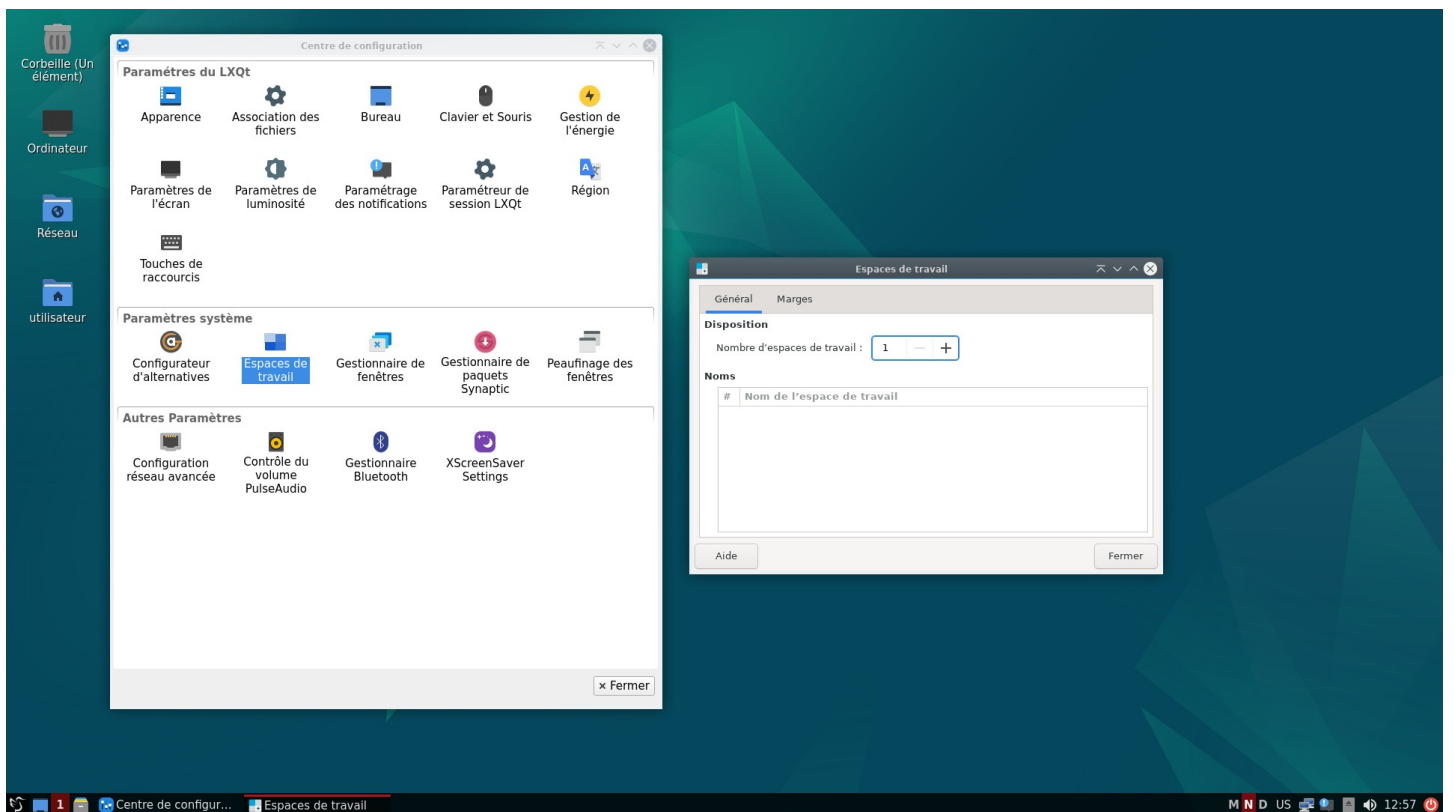 Corbeille (Un
élément)
Ordinateur
Réseau
utilisateur
Centre de configuration
Paramétres du LXQt
Apparence
Association des
fichiers
Bureau
Clavier et Souris
Gestion de
l'énergie
Paramètres de
l'écran
Paramètres de
luminosité
Paramétrage
des notifications
Paramétreur de
session LXQt
Région
Touches de
raccourcis
Paramètres système
Configurateur
d'alternatives
Espaces de
travail
Gestionnaire de
fenêtres
Gestionnaire de
paquets
Synaptic
Peaufinage des
fenêtres
Autres Paramètres
Configuration
réseau avancée
Contrôle du
volume
PulseAudio
Gestionnaire
Bluetooth
XScreenSaver
Settings
× Fermer
Espaces de travail
Général Marges
Disposition
Nombre d'espaces de travail : 1 — +
Noms
# Nom de l’espace de travail
Aide Fermer
1 Centre de configur... Espaces de travail M N D US 12:57